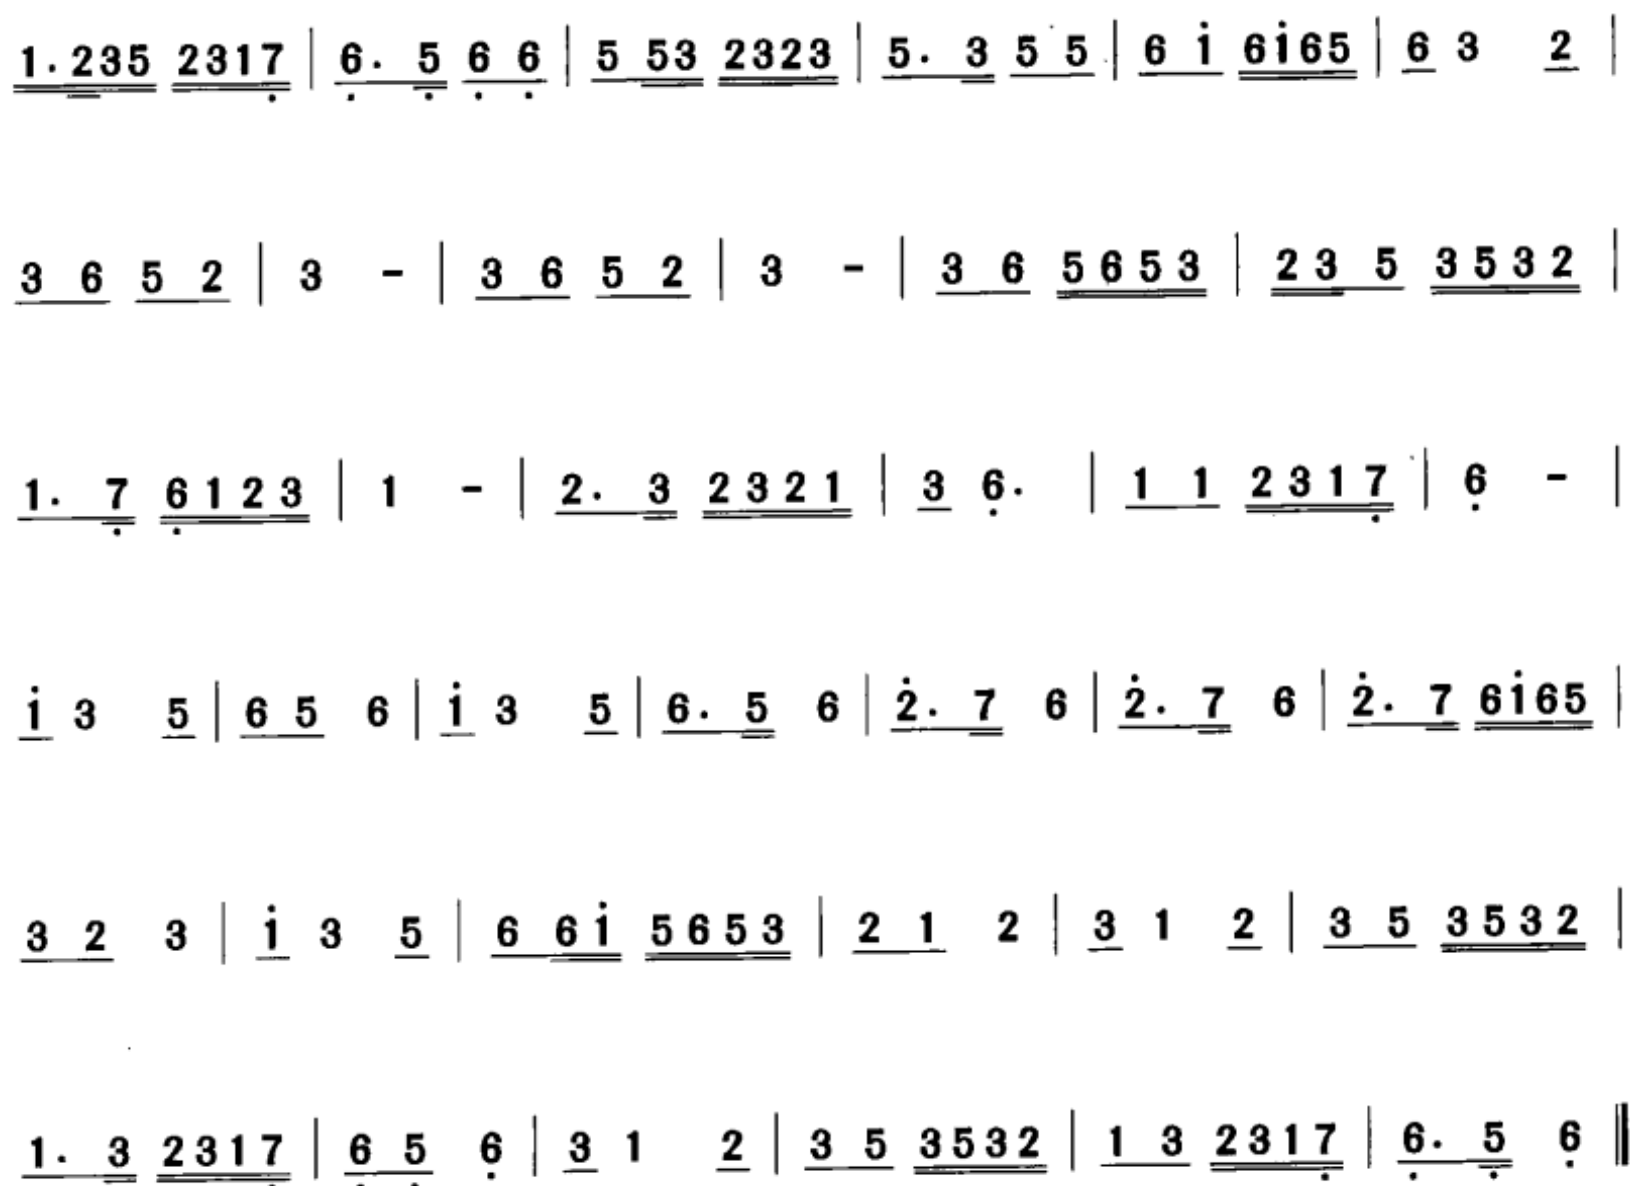 1·235 2317̣ | 6̣· 5̣ 6̣ 6̣ | 5 53 2323 | 5· 3 5 5 | 6 i 6i65 | 6 3 2 |
3 6 5 2 | 3 - | 3 6 5 2 | 3 - | 3 6 5653 | 23 5 3532 |
1· 7̣ 6̣123 | 1 - | 2· 3 2321 | 3 6̣· | 1 1 2317̣ | 6̣ - |
i 3 5 | 6 5 6 | i 3 5 | 6· 5 6 | 2̇· 7 6 | 2̇· 7 6 | 2̇· 7 6i65 |
3 2 3 | i 3 5 | 6 6i 5653 | 2 1 2 | 3 1 2 | 3 5 3532 |
1· 3 2317̣ | 6̣ 5̣ 6̣ | 3 1 2 | 3 5 3532 | 1 3 2317̣ | 6̣· 5̣ 6̣ ‖